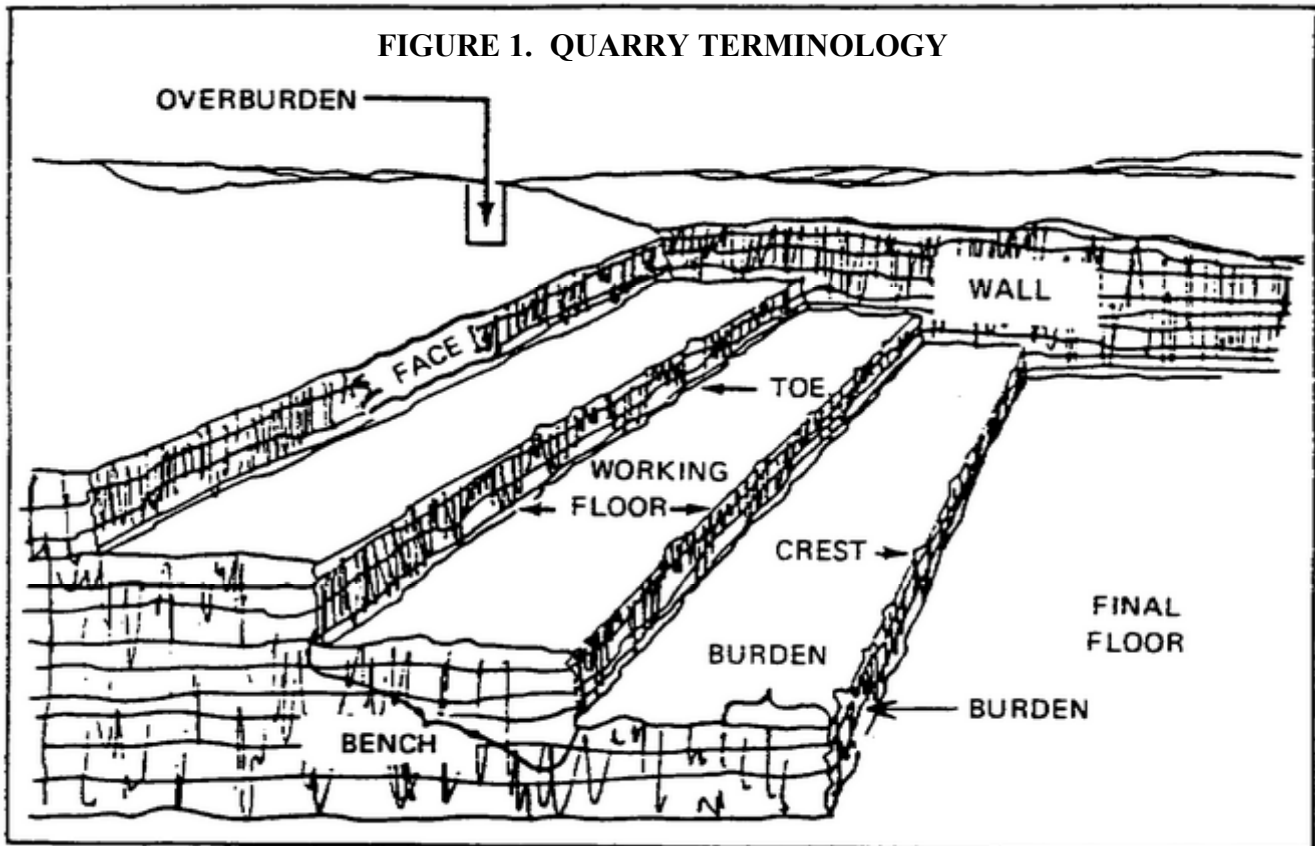 FIGURE 1. QUARRY TERMINOLOGY
OVERBURDEN
WALL
FACE
TOE
WORKING
FLOOR
CREST
FINAL
FLOOR
BURDEN
BURDEN
BENCH